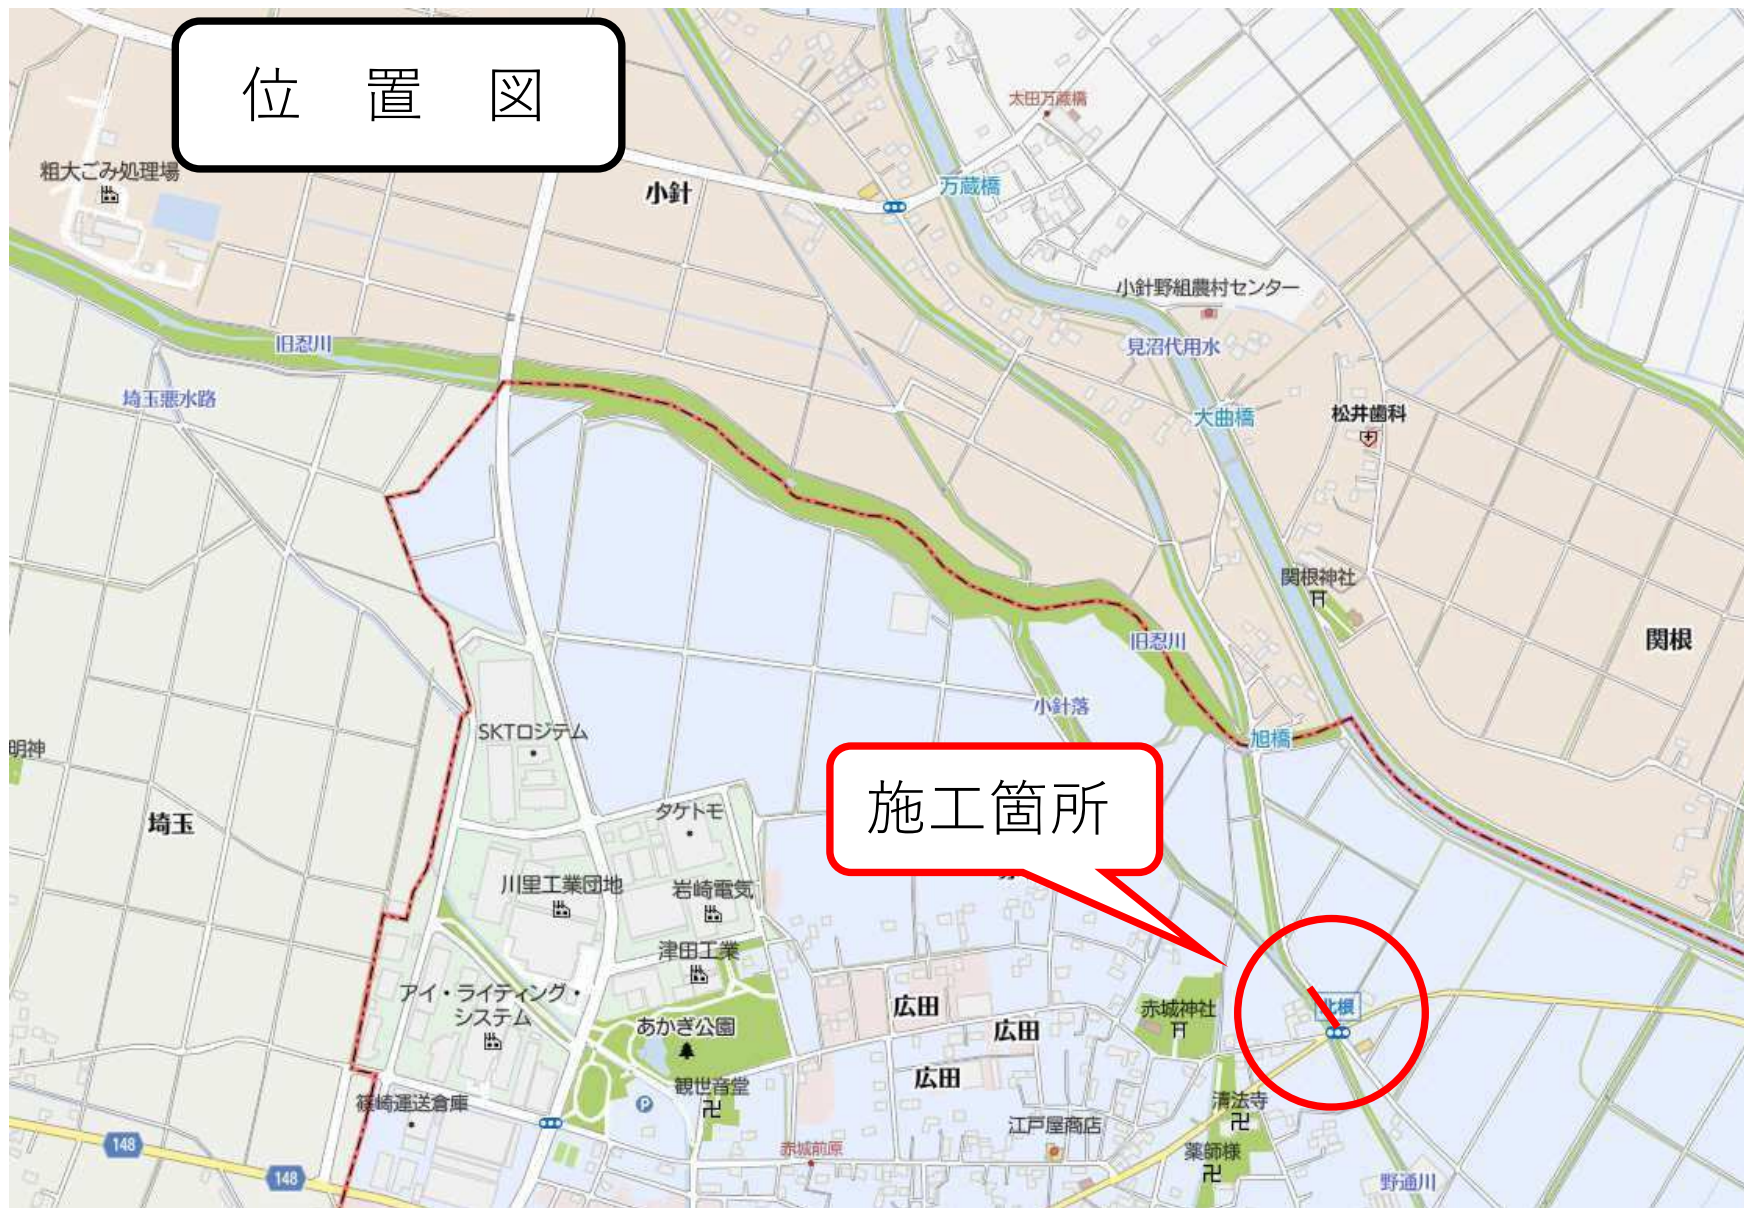 位 置 図
太田万蔵橋
粗大ごみ処理場
小針
万蔵橋
小針野組農村センター
旧忍川
見沼代用水
埼玉悪水路
大曲橋
松井歯科
関根神社
旧忍川
関根
小針落
SKTロジテム
旭橋
明神
施工箇所
タケトモ
埼玉
川里工業団地
岩崎電気
津田工業
アイ・ライティング・
システム
広田
赤城神社
北根
あかぎ公園
広田
広田
観世音堂
篠崎運送倉庫
P
清法寺
江戸屋商店
148
赤城前原
薬師様
148
野通川